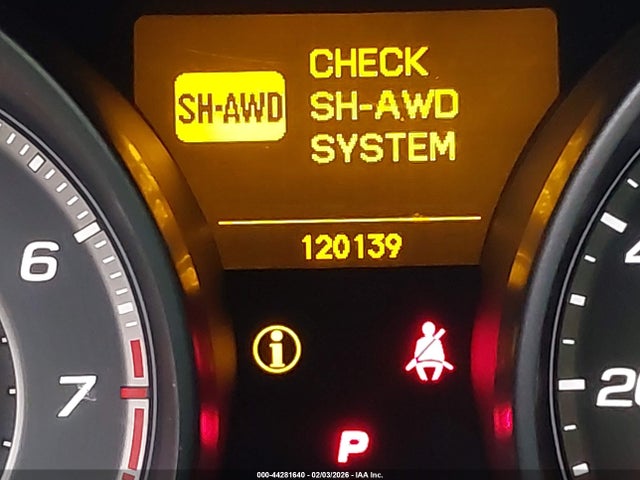 CHECK
SH-AWD SH-AWD
SYSTEM
120139
6
7
i
P
000-44281640 - 02/03/2026 - IAA Inc.